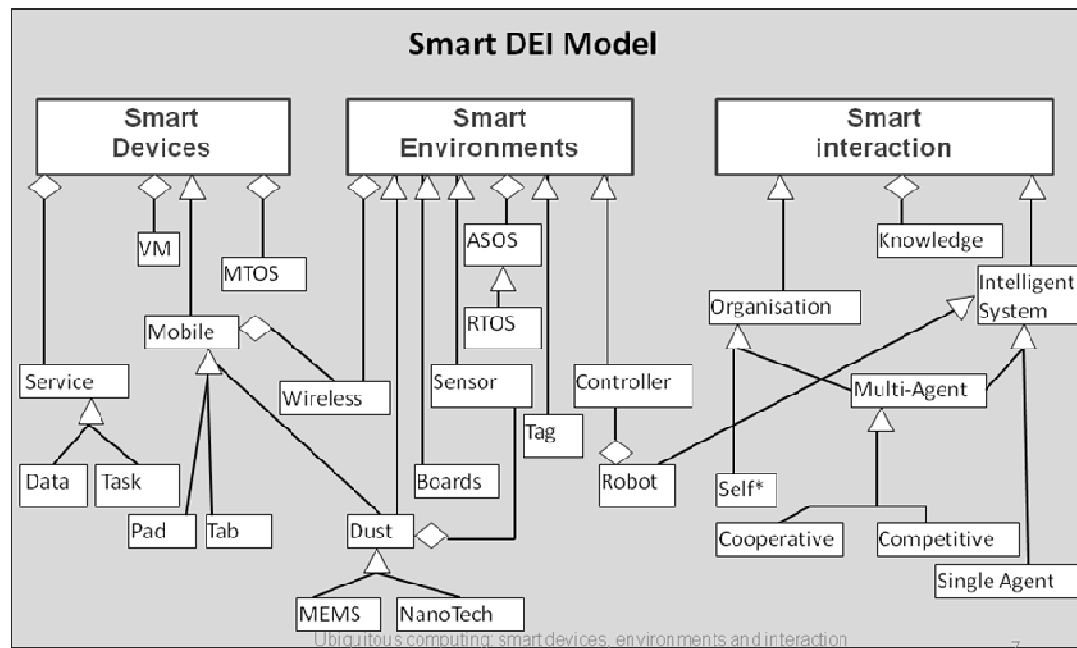 Smart DEI Model
Smart
Devices
Smart
Environments
Smart
interaction
VM
MTOS
ASOS
Knowledge
Intelligent
System
Organisation
RTOS
Mobile
Service
Wireless
Sensor
Controller
Multi-Agent
Tag
Data
Task
Boards
Robot
Self*
Pad
Tab
Dust
Cooperative
Competitive
Single Agent
MEMS
NanoTech
Ubiquitous computing: smart devices, environments and interaction
7